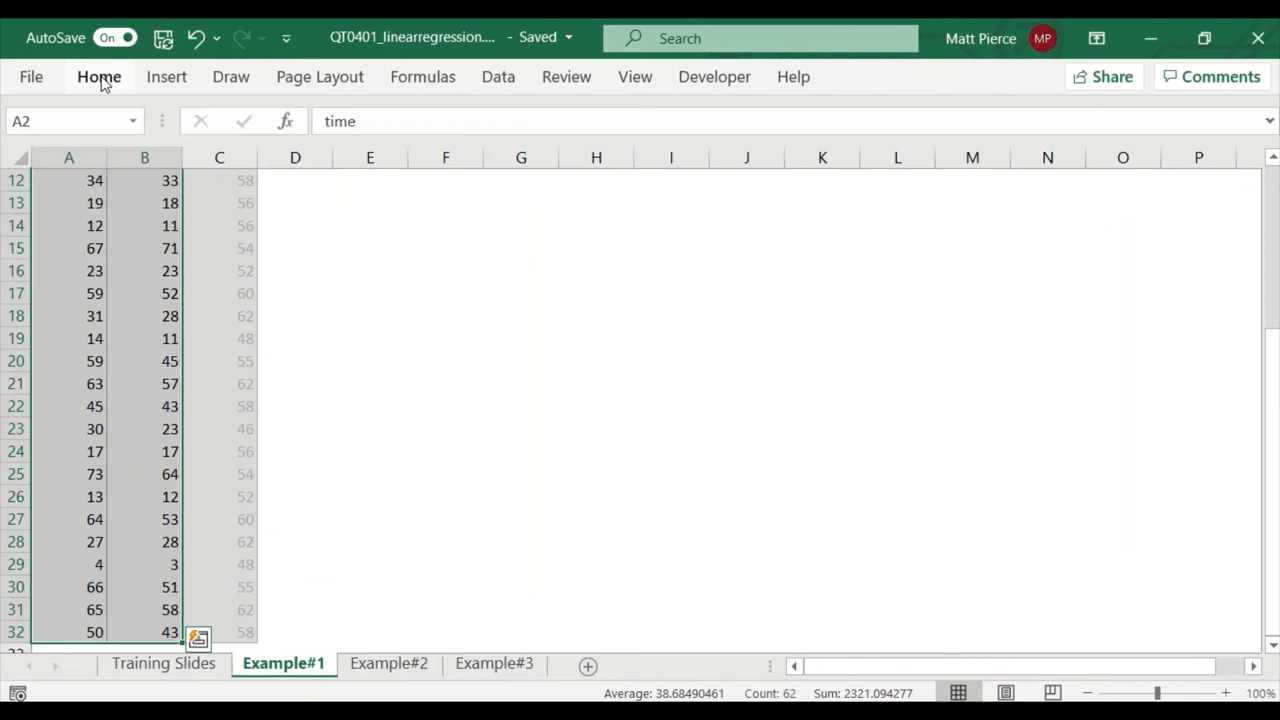 AutoSave On QT0401_linearregression.... - Saved Search Matt Pierce MP
File Home Insert Draw Page Layout Formulas Data Review View Developer Help Share Comments
A2 fx time
A B C D E F G H I J K L M N O P
12 34 33 58
13 19 18 56
14 12 11 56
15 67 71 54
16 23 23 52
17 59 52 60
18 31 28 62
19 14 11 48
20 59 45 55
21 63 57 62
22 45 43 58
23 30 23 46
24 17 17 56
25 73 64 54
26 13 12 52
27 64 53 60
28 27 28 62
29 4 3 48
30 66 51 55
31 65 58 62
32 50 43 58
Training Slides Example#1 Example#2 Example#3
Average: 38.68490461 Count: 62 Sum: 2321.094277 100%